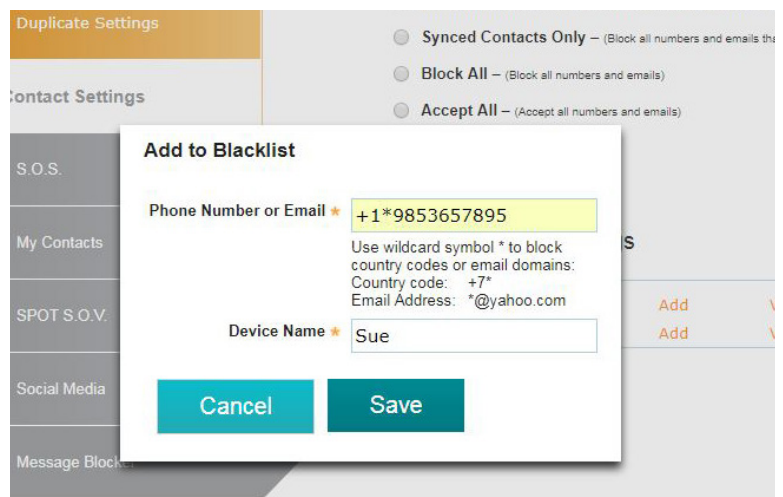 Duplicate Settings
Synced Contacts Only – (Block all numbers and emails
Block All – (Block all numbers and emails)
Contact Settings
Accept All – (Accept all numbers and emails)
Add to Blacklist
S.O.S.
Phone Number or Email * +1*9853657895
My Contacts
Use wildcard symbol * to block
country codes or email domains:
Country code: +7*
Email Address: *@yahoo.com
SPOT S.O.V.
Add
Device Name * Sue
Add
Social Media
Cancel Save
Message Blocker